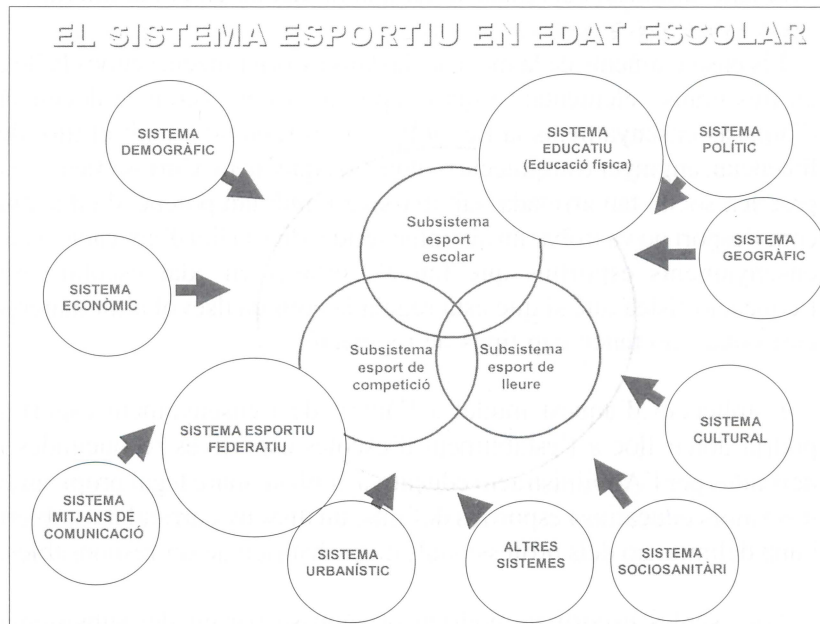 EL SISTEMA ESPORTIU EN EDAT ESCOLAR
SISTEMA
DEMOGRÀFIC
SISTEMA
EDUCATIU
(Educació física)
SISTEMA
POLÍTIC
Subsistema
esport
escolar
SISTEMA
GEOGRÀFIC
SISTEMA
ECONÒMIC
Subsistema
esport de
competició
Subsistema
esport de
lleure
SISTEMA ESPORTIU
FEDERATIU
SISTEMA
CULTURAL
SISTEMA
MITJANS DE
COMUNICACIÓ
SISTEMA
URBANÍSTIC
ALTRES
SISTEMES
SISTEMA
SOCIOSANITÀRI